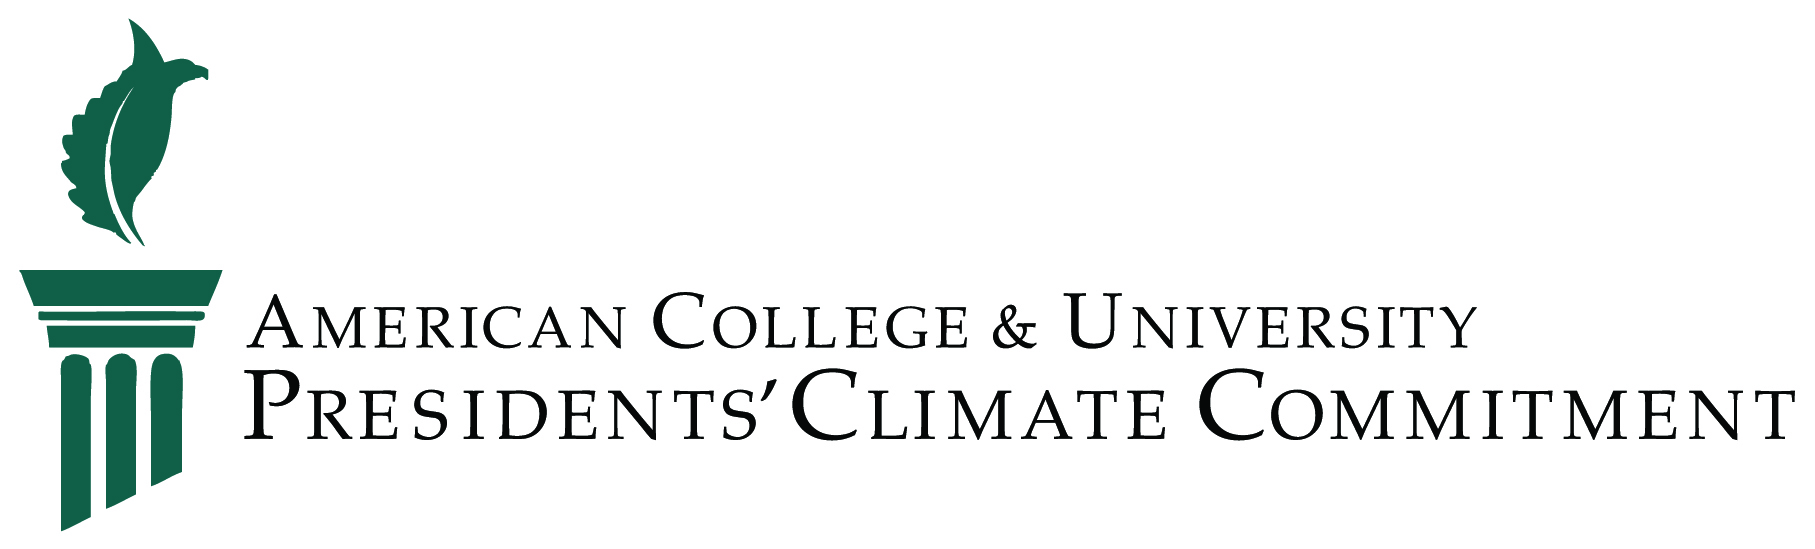 American College & University
Presidents’ Climate Commitment